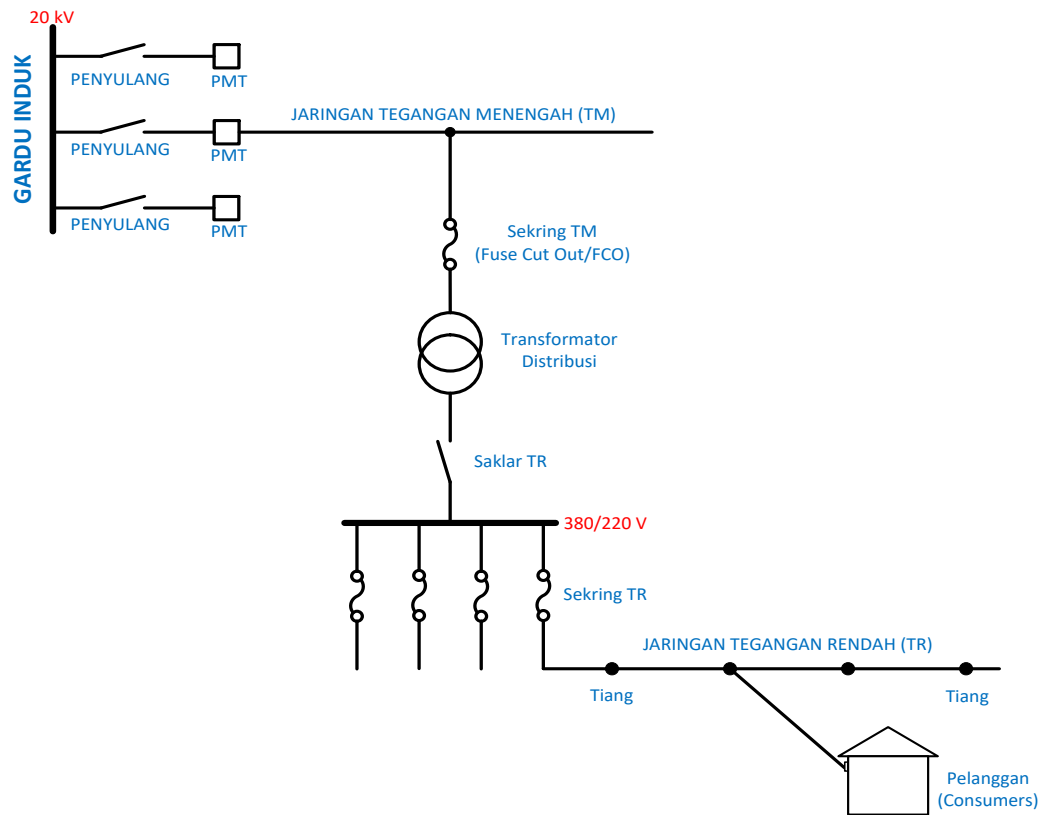 20 kV
GARDU INDUK
PENYULANG
PMT
JARINGAN TEGANGAN MENENGAH (TM)
PENYULANG
PMT
PENYULANG
PMT
Sekring TM
(Fuse Cut Out/FCO)
Transformator
Distribusi
Saklar TR
380/220 V
Sekring TR
JARINGAN TEGANGAN RENDAH (TR)
Tiang
Tiang
Pelanggan
(Consumers)